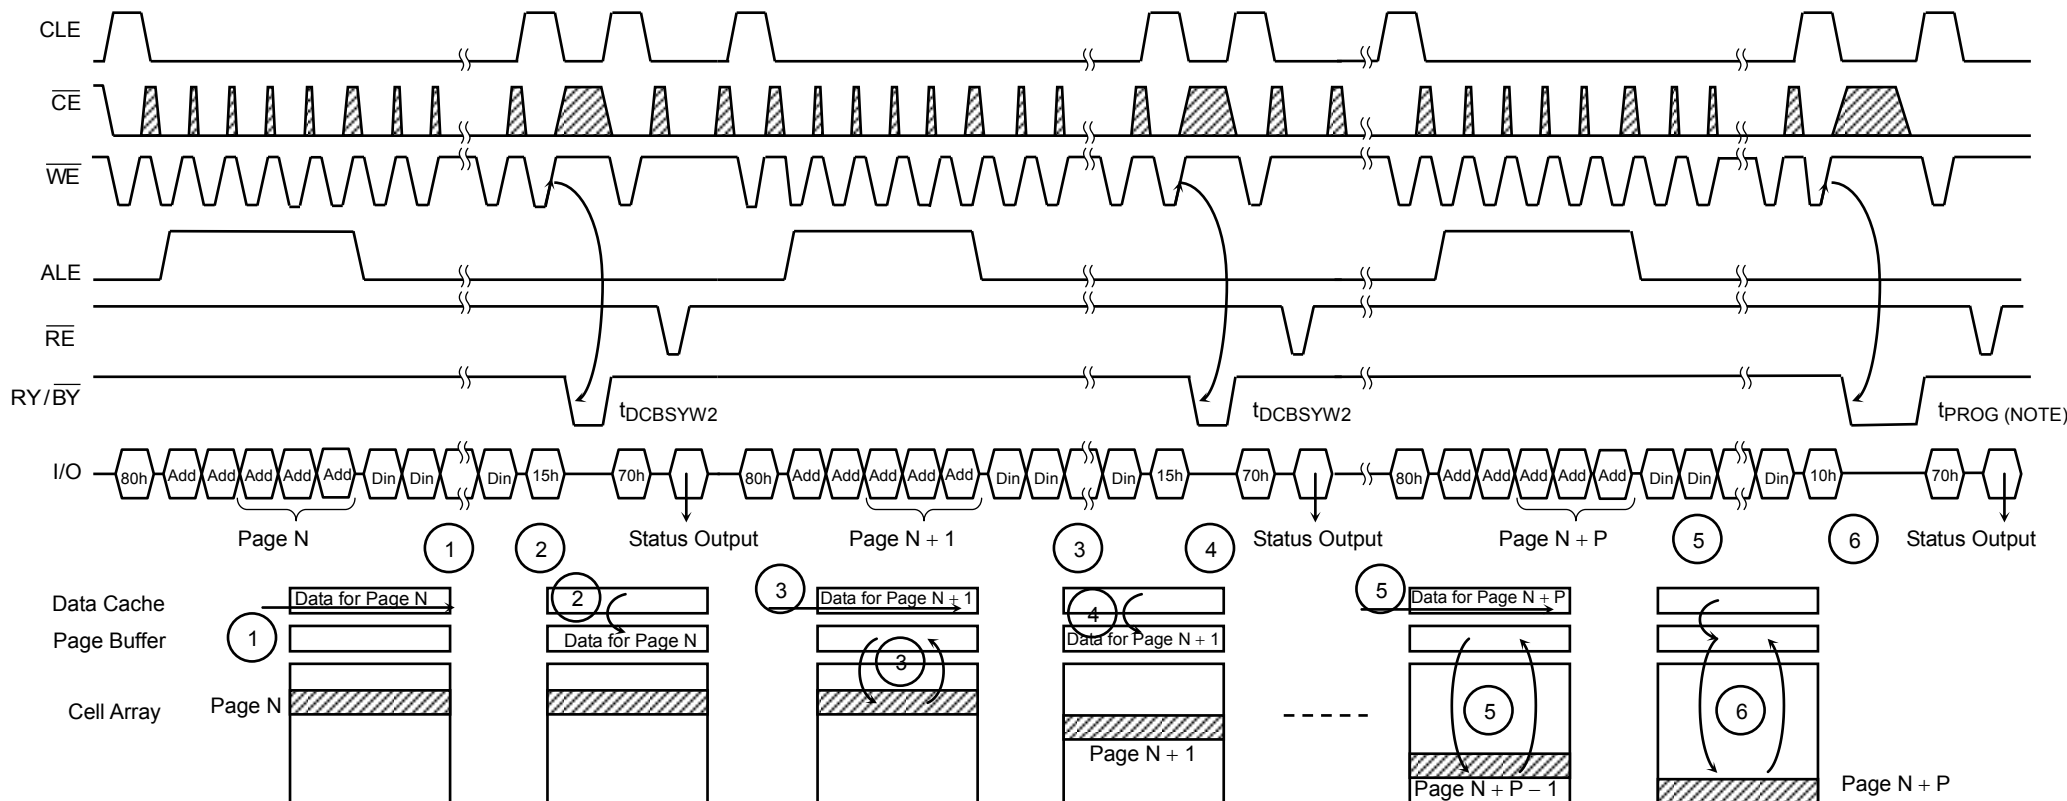 CLE
CE
WE
ALE
RE
RY/BY tDCBSYW2 tDCBSYW2 tPROG (NOTE)
I/O 80h Add Add Add Add Add Din Din Din 15h 70h 80h Add Add Add Add Add Din Din Din 15h 70h 80h Add Add Add Add Add Din Din Din 10h 70h
Page N 1 2 Status Output Page N + 1 3 4 Status Output Page N + P 5 6 Status Output
Data Cache Data for Page N 2 3 Data for Page N + 1 4 5 Data for Page N + P
Page Buffer 1 Data for Page N 3 Data for Page N + 1
Cell Array Page N 5 6
Page N + 1
Page N + P − 1 Page N + P